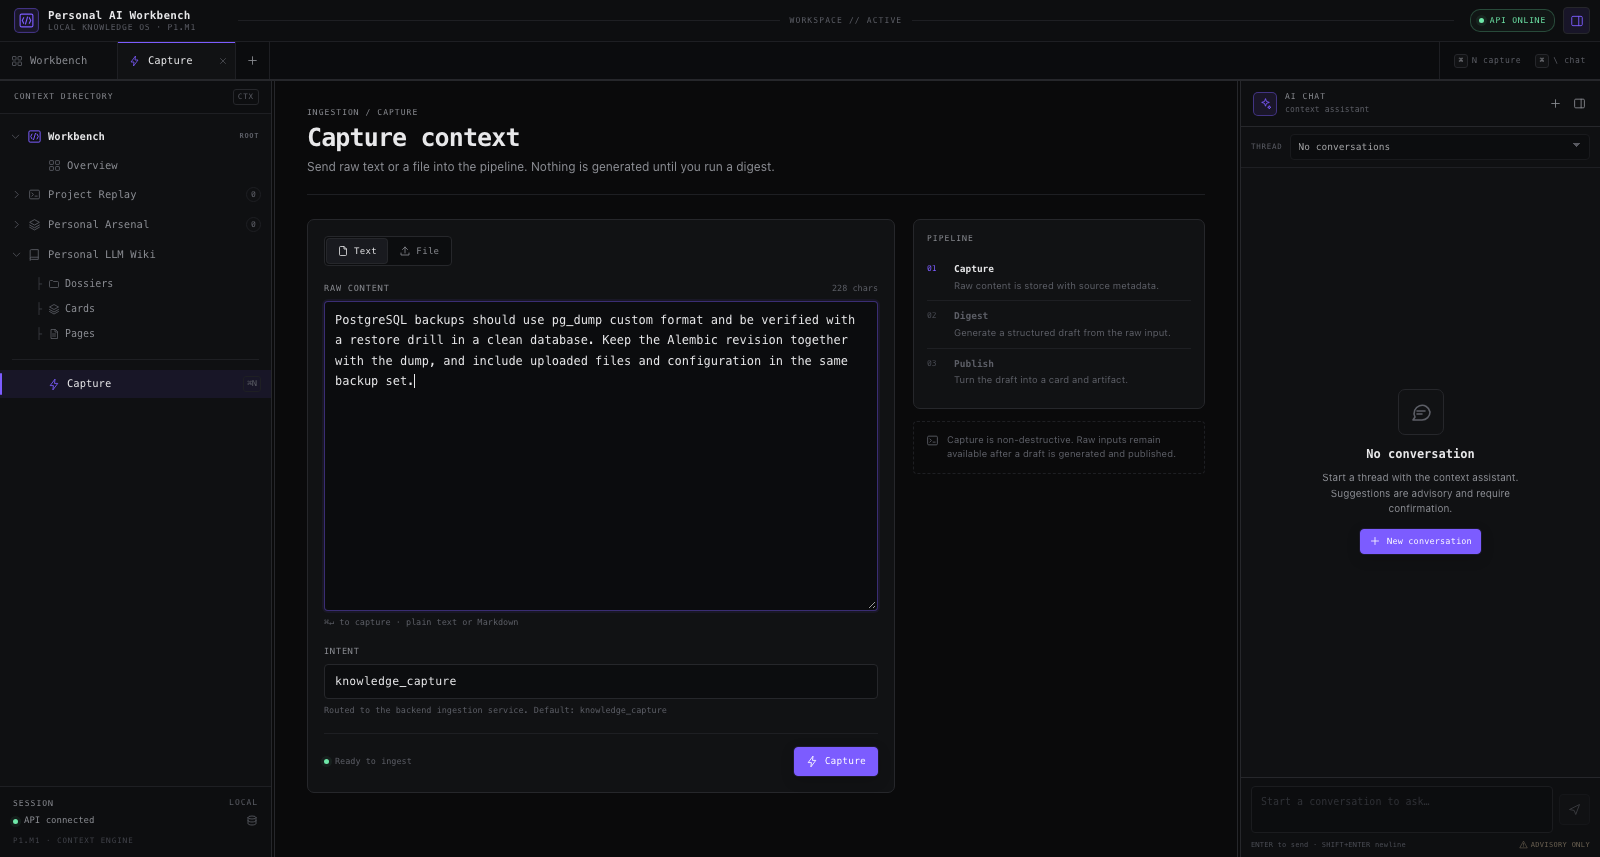 Personal AI Workbench
LOCAL KNOWLEDGE OS · P1.M1
WORKSPACE // ACTIVE
API ONLINE
Workbench
Capture
⌘ N capture
⌘ \ chat
CONTEXT DIRECTORY
CTX
Workbench
ROOT
Overview
Project Replay
0
Personal Arsenal
0
Personal LLM Wiki
Dossiers
Cards
Pages
Capture
⌘N
SESSION
LOCAL
API connected
P1.M1 · CONTEXT ENGINE
INGESTION / CAPTURE
Capture context
Send raw text or a file into the pipeline. Nothing is generated until you run a digest.
Text
File
RAW CONTENT
228 chars
PostgreSQL backups should use pg_dump custom format and be verified with
a restore drill in a clean database. Keep the Alembic revision together
with the dump, and include uploaded files and configuration in the same
backup set.
⌘↵ to capture · plain text or Markdown
INTENT
knowledge_capture
Routed to the backend ingestion service. Default: knowledge_capture
Ready to ingest
Capture
PIPELINE
01
Capture
Raw content is stored with source metadata.
02
Digest
Generate a structured draft from the raw input.
03
Publish
Turn the draft into a card and artifact.
Capture is non-destructive. Raw inputs remain
available after a draft is generated and published.
AI CHAT
context assistant
THREAD
No conversations
No conversation
Start a thread with the context assistant.
Suggestions are advisory and require
confirmation.
New conversation
Start a conversation to ask…
ENTER to send · SHIFT+ENTER newline
ADVISORY ONLY